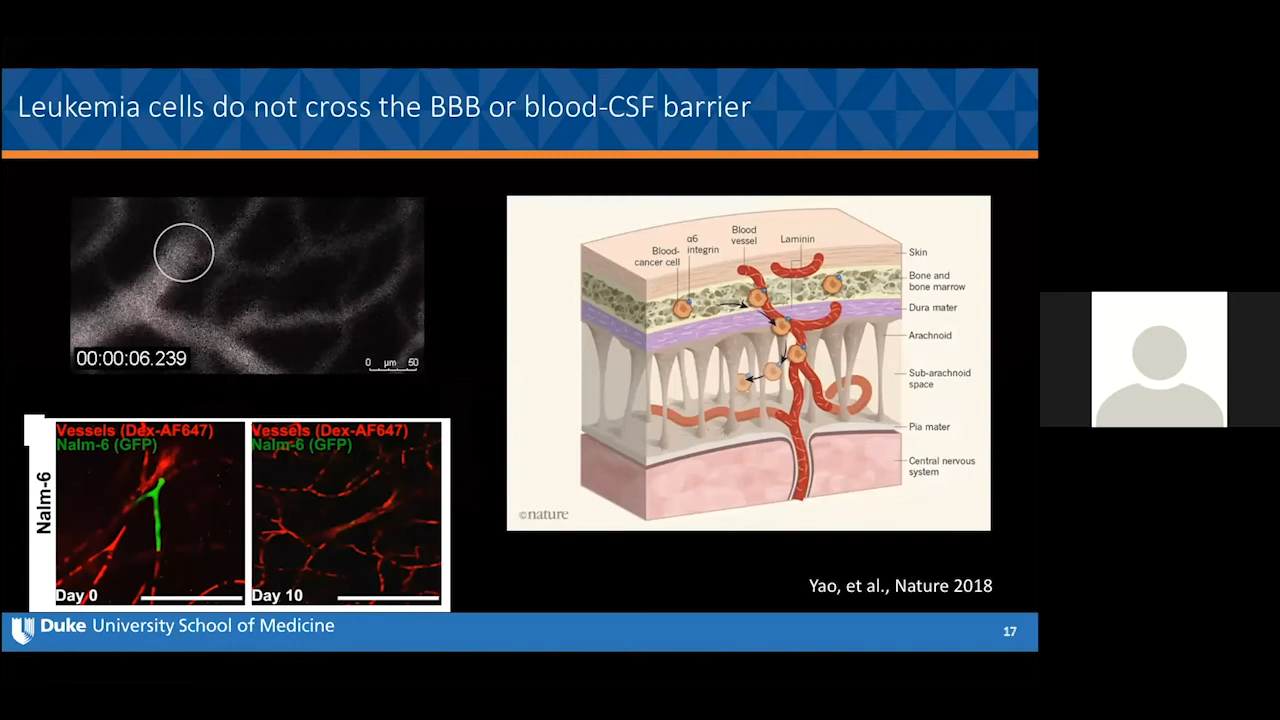 Leukemia cells do not cross the BBB or blood-CSF barrier
00:00:06.239
0 µm 50
Vessels (Dex-AF647)
Nalm-6 (GFP)
Vessels (Dex-AF647)
Nalm-6 (GFP)
Nalm-6
Day 0
Day 10
Blood-
cancer cell
α6
integrin
Blood
vessel
Laminin
Skin
Bone and
bone marrow
Dura mater
Arachnoid
Sub-arachnoid
space
Pia mater
Central nervous
system
©nature
Yao, et al., Nature 2018
Duke University School of Medicine
17